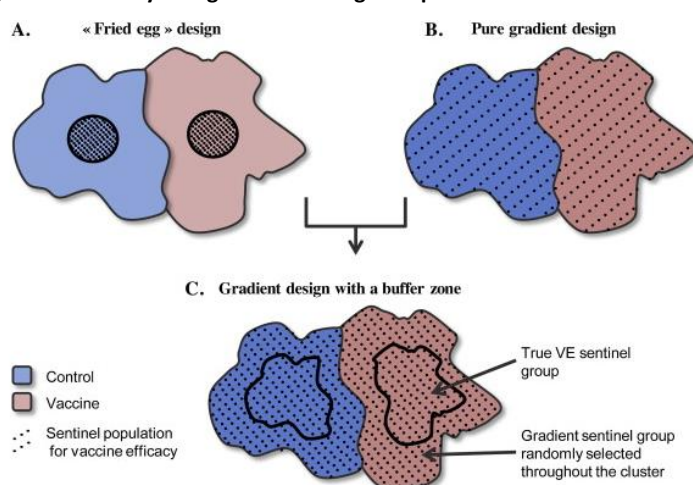 A. « Fried egg » design
B. Pure gradient design
C. Gradient design with a buffer zone
True VE sentinel
group
Control
Vaccine
Sentinel population
for vaccine efficacy
Gradient sentinel group
randomly selected
throughout the cluster